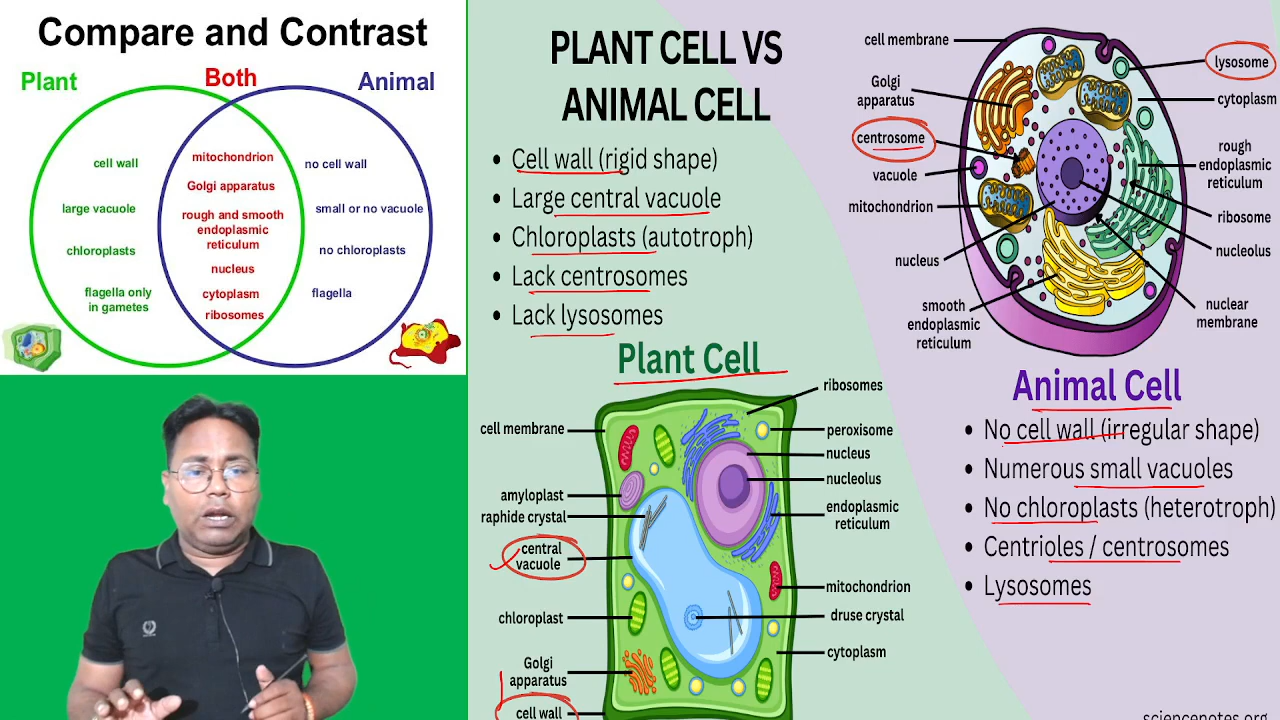 Compare and Contrast
Plant
Both
Animal
cell wall
large vacuole
chloroplasts
flagella only
in gametes
mitochondrion
Golgi apparatus
rough and smooth
endoplasmic
reticulum
nucleus
cytoplasm
ribosomes
no cell wall
small or no vacuole
no chloroplasts
flagella
PLANT CELL VS
ANIMAL CELL
• Cell wall (rigid shape)
• Large central vacuole
• Chloroplasts (autotroph)
• Lack centrosomes
• Lack lysosomes
Plant Cell
cell membrane
amyloplast
raphide crystal
central
vacuole
chloroplast
Golgi
apparatus
cell wall
ribosomes
peroxisome
nucleus
nucleolus
endoplasmic
reticulum
mitochondrion
druse crystal
cytoplasm
cell membrane
Golgi
apparatus
centrosome
vacuole
mitochondrion
nucleus
smooth
endoplasmic
reticulum
lysosome
cytoplasm
rough
endoplasmic
reticulum
ribosome
nucleolus
nuclear
membrane
Animal Cell
• No cell wall (irregular shape)
• Numerous small vacuoles
• No chloroplasts (heterotroph)
• Centrioles / centrosomes
• Lysosomes
sciencenotes.org